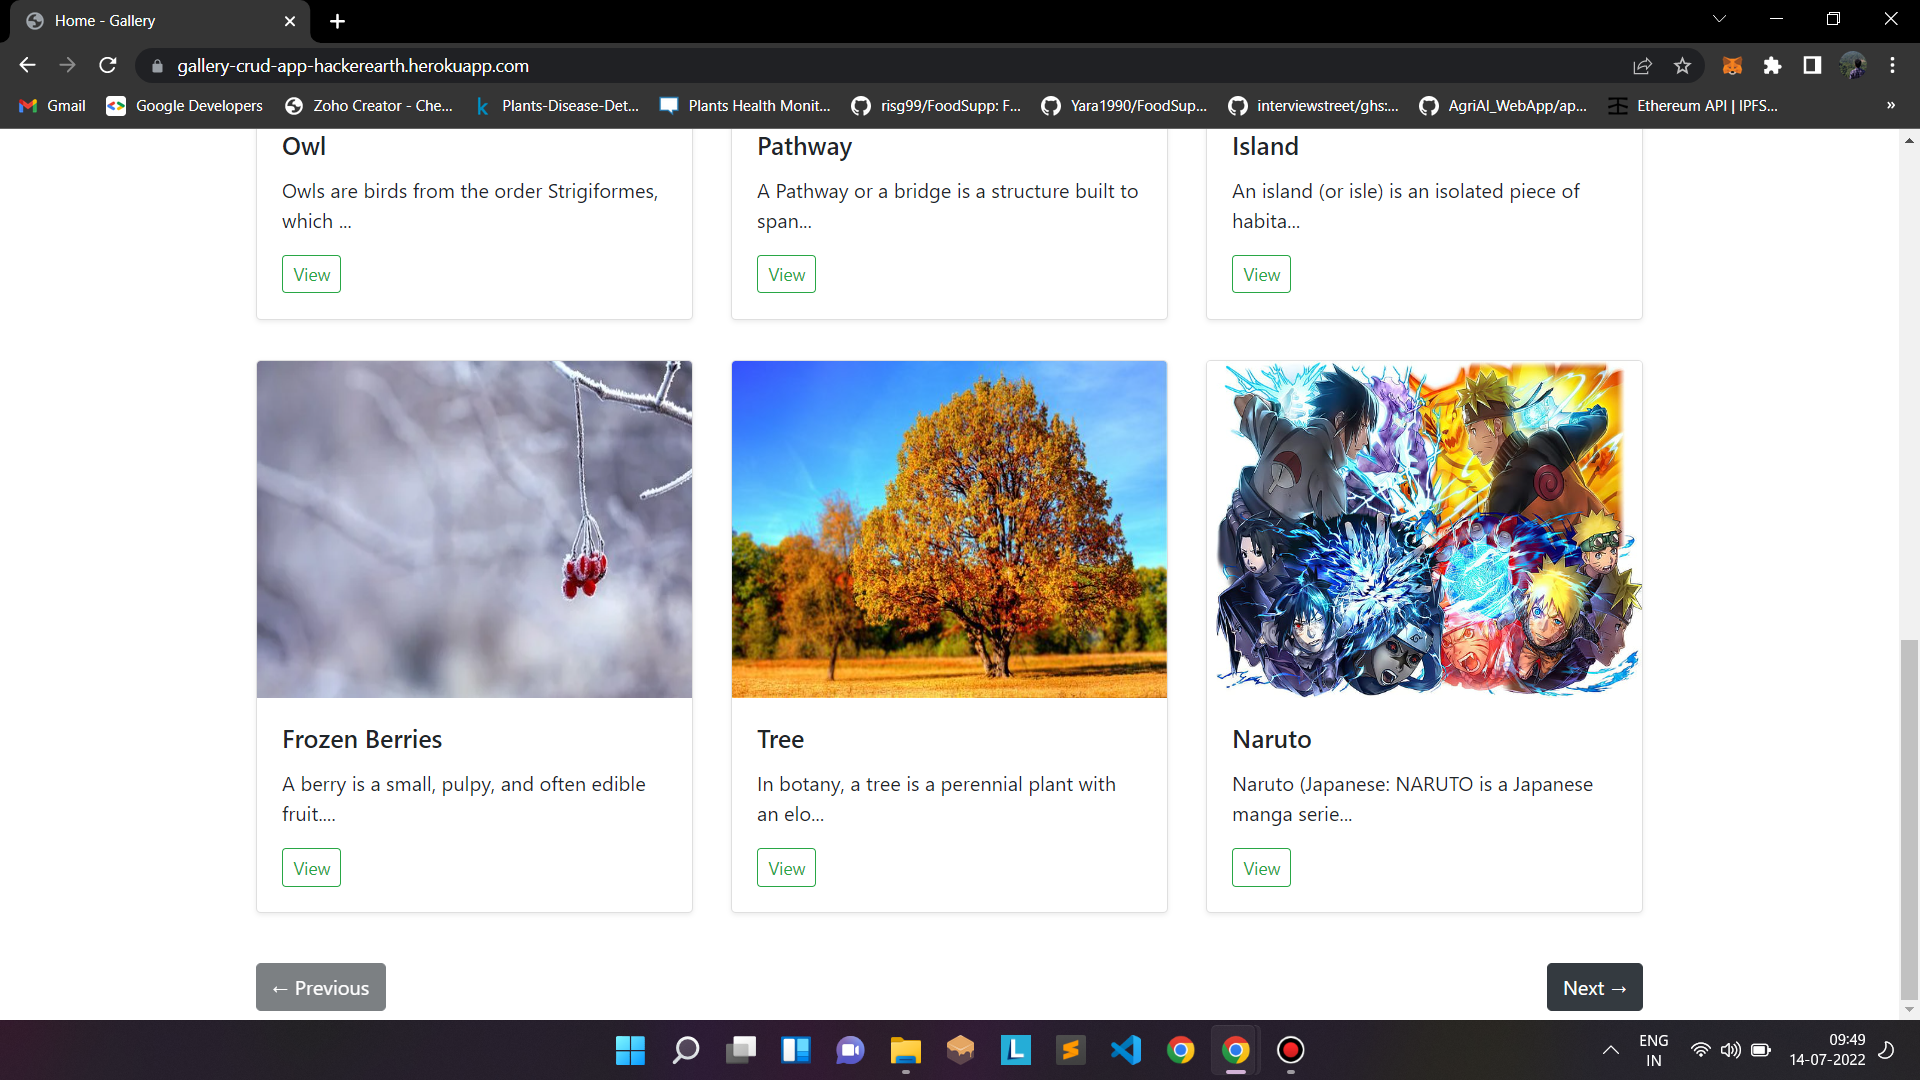 Home - Gallery
gallery-crud-app-hackerearth.herokuapp.com
Gmail
Google Developers
Zoho Creator - Che...
Plants-Disease-Det...
Plants Health Monit...
risg99/FoodSupp: F...
Yara1990/FoodSup...
interviewstreet/ghs:...
AgriAI_WebApp/ap...
Ethereum API | IPFS...
»
Owl
Owls are birds from the order Strigiformes,
which ...
View
Pathway
A Pathway or a bridge is a structure built to
span...
View
Island
An island (or isle) is an isolated piece of
habita...
View
Frozen Berries
A berry is a small, pulpy, and often edible
fruit....
View
Tree
In botany, a tree is a perennial plant with
an elo...
View
Naruto
Naruto (Japanese: NARUTO is a Japanese
manga serie...
View
← Previous
Next →
ENG
IN
09:49
14-07-2022